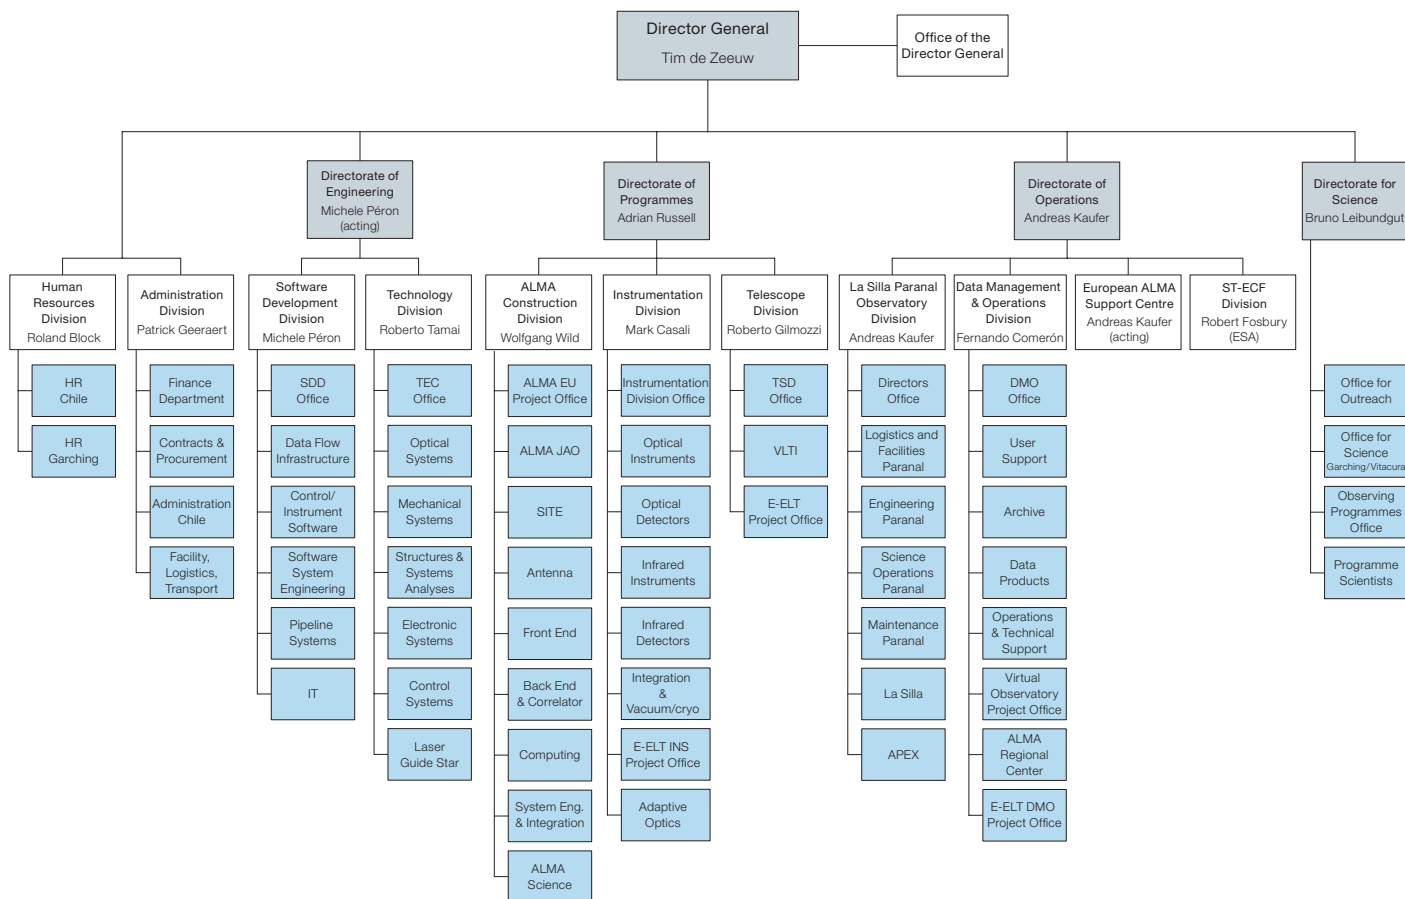 Director General
Tim de Zeeuw
Office of the
Director General
Directorate of
Engineering
Michele Péron
(acting)
Directorate of
Programmes
Adrian Russell
Directorate of
Operations
Andreas Kaufer
Directorate for
Science
Bruno Leibundgut
Human
Resources
Division
Roland Block
Administration
Division
Patrick Geeraert
Software
Development
Division
Michele Péron
Technology
Division
Roberto Tamai
ALMA
Construction
Division
Wolfgang Wild
Instrumentation
Division
Mark Casali
Telescope
Division
Roberto Gilmozzi
La Silla Paranal
Observatory
Division
Andreas Kaufer
Data Management
& Operations
Division
Fernando Comerón
European ALMA
Support Centre
Andreas Kaufer
(acting)
ST-ECF
Division
Robert Fosbury
(ESA)
HR
Chile
HR
Garching
Finance
Department
Contracts &
Procurement
Administration
Chile
Facility,
Logistics,
Transport
SDD
Office
Data Flow
Infrastructure
Control/
Instrument
Software
Software
System
Engineering
Pipeline
Systems
IT
TEC
Office
Optical
Systems
Mechanical
Systems
Structures &
Systems
Analyses
Electronic
Systems
Control
Systems
Laser
Guide Star
ALMA EU
Project Office
ALMA JAO
SITE
Antenna
Front End
Back End
& Correlator
Computing
System Eng.
& Integration
ALMA
Science
Instrumentation
Division Office
Optical
Instruments
Optical
Detectors
Infrared
Instruments
Infrared
Detectors
Integration
&
Vacuum/cryo
E-ELT INS
Project Office
Adaptive
Optics
TSD
Office
VLTI
E-ELT
Project Office
Directors
Office
Logistics and
Facilities
Paranal
Engineering
Paranal
Science
Operations
Paranal
Maintenance
Paranal
La Silla
APEX
DMO
Office
User
Support
Archive
Data
Products
Operations
& Technical
Support
Virtual
Observatory
Project Office
ALMA
Regional
Center
E-ELT DMO
Project Office
Office for
Outreach
Office for
Science
Garching/Vitacura
Observing
Programmes
Office
Programme
Scientists